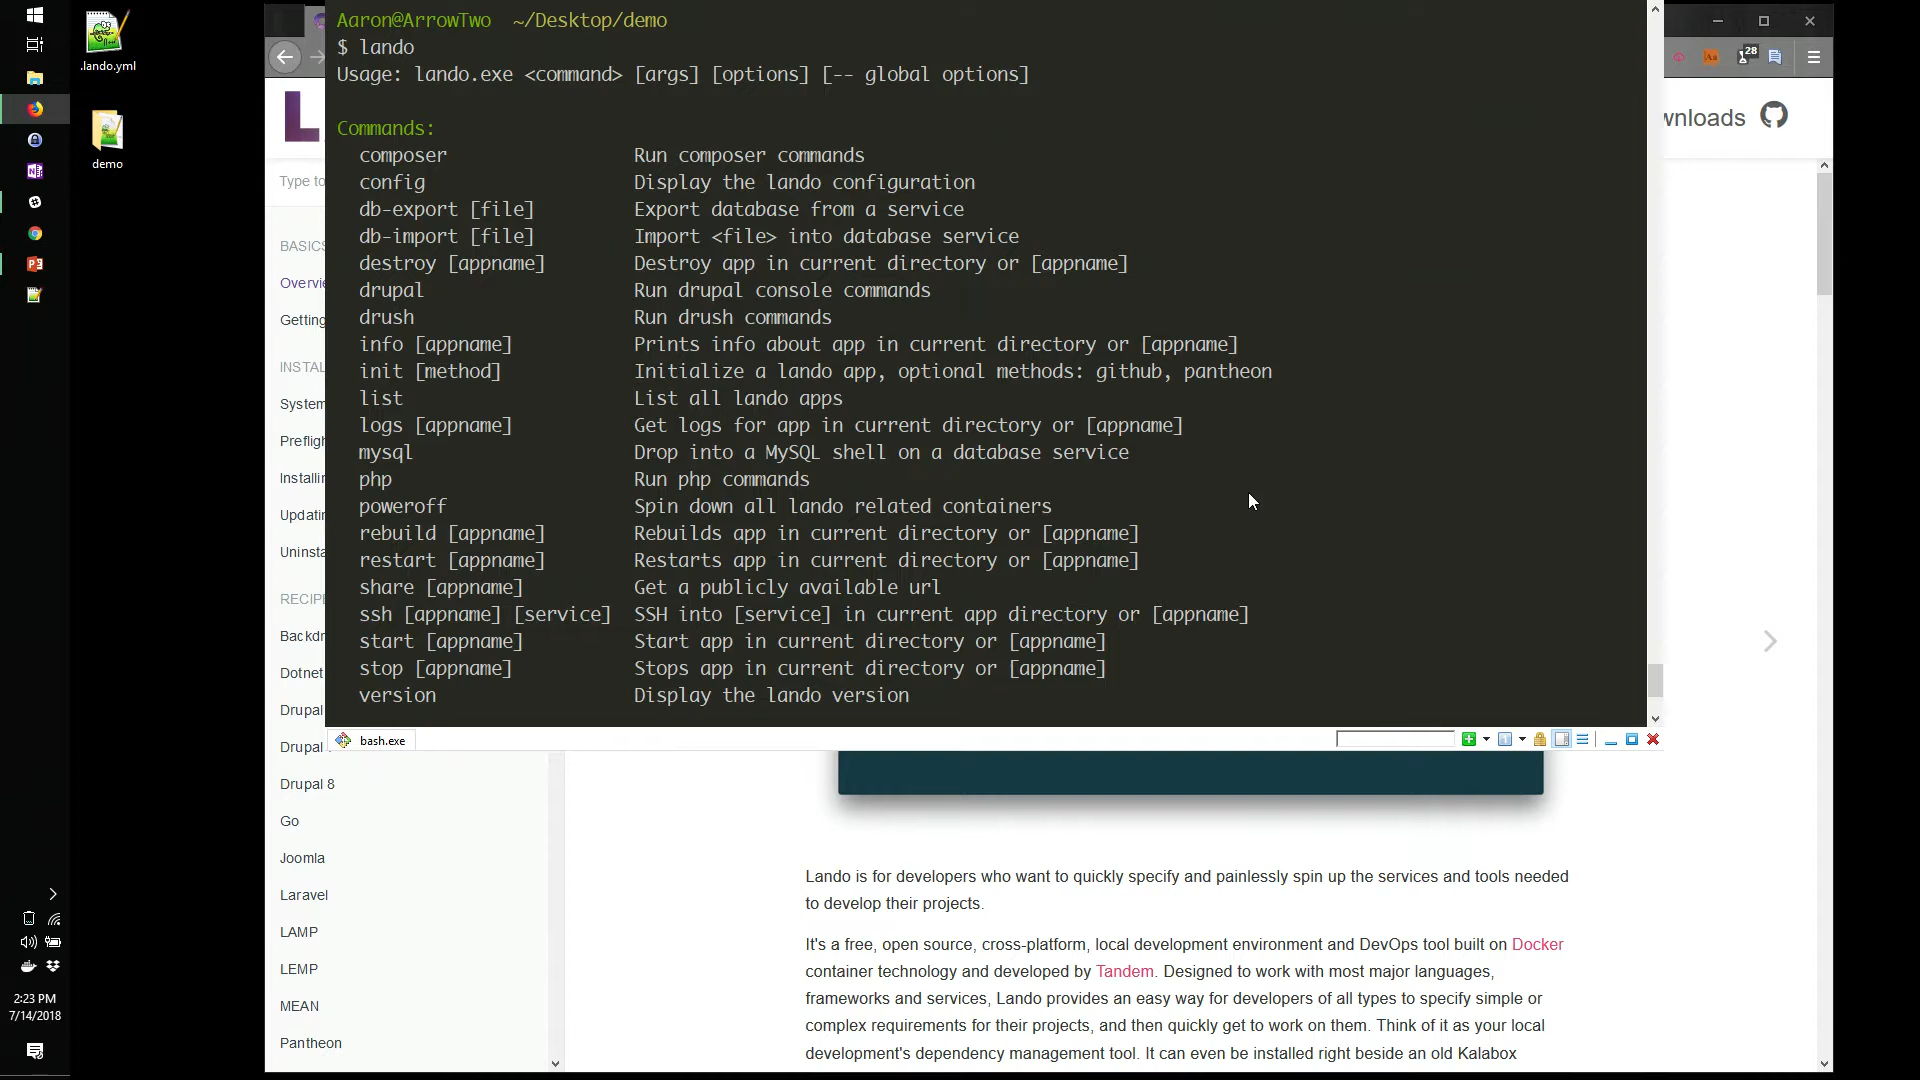 Aaron@ArrowTwo ~/Desktop/demo
$ lando
Usage: lando.exe <command> [args] [options] [-- global options]
Commands:
composer Run composer commands
config Display the lando configuration
db-export [file] Export database from a service
db-import [file] Import <file> into database service
destroy [appname] Destroy app in current directory or [appname]
drupal Run drupal console commands
drush Run drush commands
info [appname] Prints info about app in current directory or [appname]
init [method] Initialize a lando app, optional methods: github, pantheon
list List all lando apps
logs [appname] Get logs for app in current directory or [appname]
mysql Drop into a MySQL shell on a database service
php Run php commands
poweroff Spin down all lando related containers
rebuild [appname] Rebuilds app in current directory or [appname]
restart [appname] Restarts app in current directory or [appname]
share [appname] Get a publicly available url
ssh [appname] [service] SSH into [service] in current app directory or [appname]
start [appname] Start app in current directory or [appname]
stop [appname] Stops app in current directory or [appname]
version Display the lando version
bash.exe
.lando.yml
demo
28
wnloads
L
Type to
BASICS
Overvie
Getting
INSTAL
System
Prefligh
Installin
Updatin
Uninsta
RECIPE
Backdr
Dotnet
Drupal
Drupal
Drupal 8
Go
Joomla
Laravel
LAMP
LEMP
MEAN
Pantheon
Lando is for developers who want to quickly specify and painlessly spin up the services and tools needed
to develop their projects.
It's a free, open source, cross-platform, local development environment and DevOps tool built on Docker
container technology and developed by Tandem. Designed to work with most major languages,
frameworks and services, Lando provides an easy way for developers of all types to specify simple or
complex requirements for their projects, and then quickly get to work on them. Think of it as your local
development's dependency management tool. It can even be installed right beside an old Kalabox
2:23 PM
7/14/2018